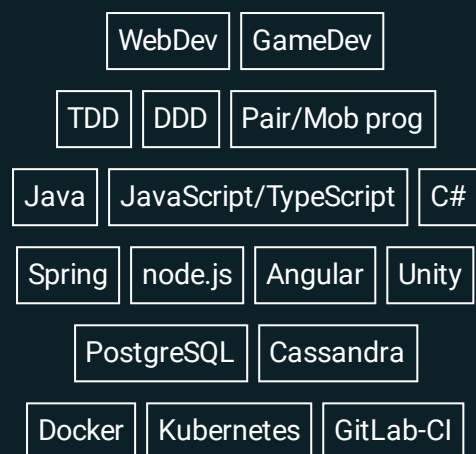 WebDev GameDev
TDD DDD Pair/Mob prog
Java JavaScript/TypeScript C#
Spring node.js Angular Unity
PostgreSQL Cassandra
Docker Kubernetes GitLab-CI